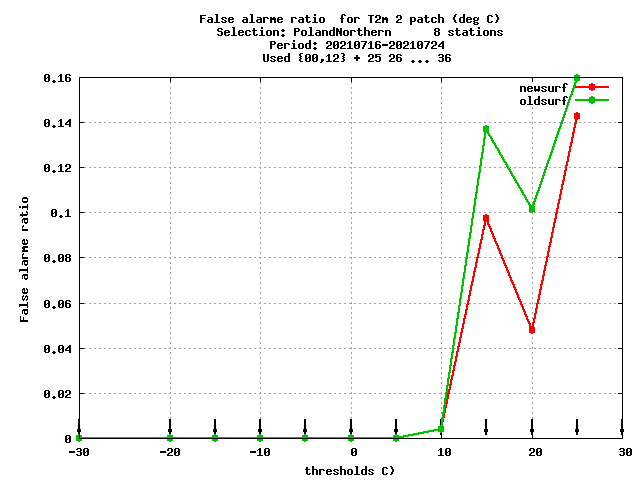 False alarme ratio  for T2m 2 patch (deg C)
Selection: PolandNorthern      8 stations
Period: 20210716-20210724
Used {00,12} + 25 26 ... 36
newsurf
oldsurf
False alarme ratio
0.16
0.14
0.12
0.1
0.08
0.06
0.04
0.02
0
-30 -20 -10 0 10 20 30
thresholds C)